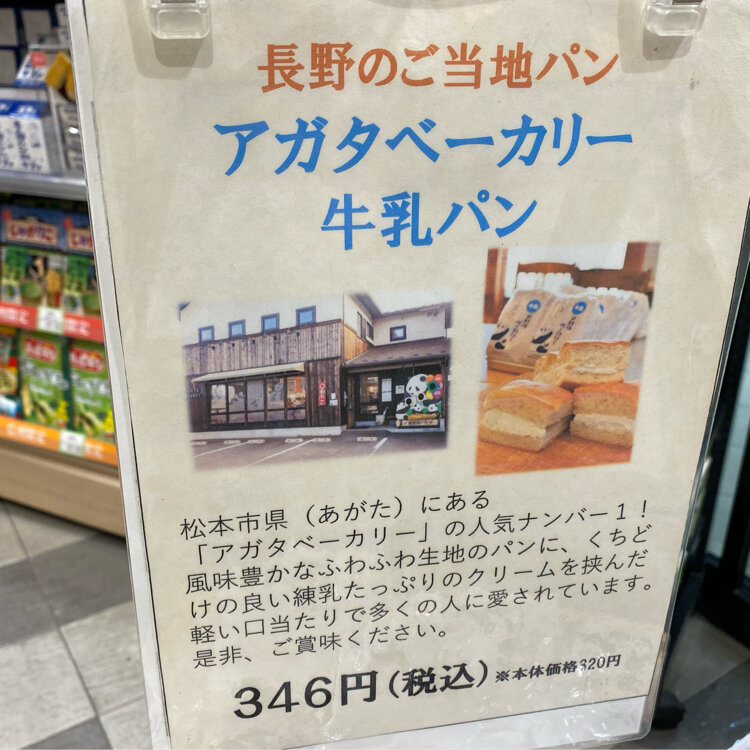 長野のご当地パン
アガタベーカリー
牛乳パン
松本市県（あがた）にある
「アガタベーカリー」の人気ナンバー１！
風味豊かなふわふわ生地のパンに、くちど
けの良い練乳たっぷりのクリームを挟んだ
軽い口当たりで多くの人に愛されています。
是非、ご賞味ください。
346円(税込) ※本体価格320円